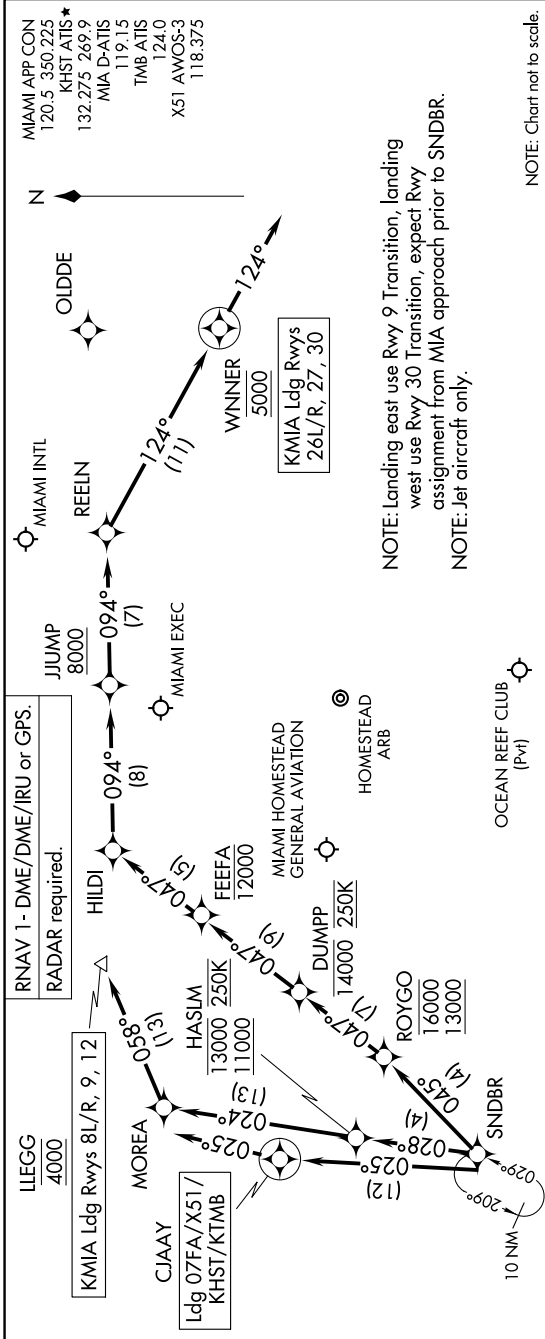 MIAMI APP CON
120.5 350.225
KHST ATIS★
132.275 269.9
MIA D-ATIS
119.15
TMB ATIS
124.0
X51 AWOS-3
118.375
RNAV 1 - DME/DME/IRU or GPS.
RADAR required.
N
LLEGG
4000
KMIA Ldg Rwys 8L/R, 9, 12
HILDI
094°
(8)
JJUMP
8000
094°
(7)
REELN
MIAMI INTL
OLDDE
124°
(11)
WNNER
5000
124°
KMIA Ldg Rwys
26L/R, 27, 30
MIAMI EXEC
MOREA
058°
(13)
047°
(5)
FEEFA
12000
MIAMI HOMESTEAD
GENERAL AVIATION
HOMESTEAD
ARB
047°
(9)
DUMPP
14000 250K
HASLM
13000 250K
11000
024°
(13)
025°
CJAAY
Ldg 07FA/X51/
KHST/KTMB
047°
(7)
ROYGO
16000
13000
045°
(4)
028°
(4)
025°
(12)
SNDBR
029°
209°
10 NM
OCEAN REEF CLUB
(Pvt)
NOTE: Landing east use Rwy 9 Transition, landing
west use Rwy 30 Transition, expect Rwy
assignment from MIA approach prior to SNDBR.
NOTE: Jet aircraft only.
NOTE: Chart not to scale.